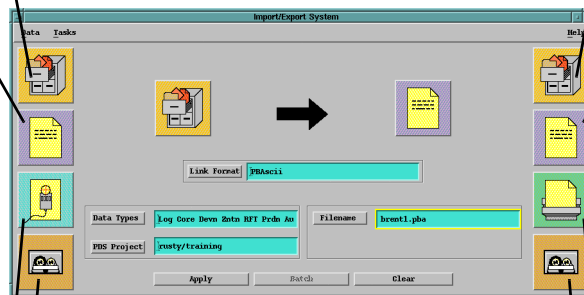 Import/Export System
Data Tasks Help
Link Format PBAscii
Data Types Log Core Devn Zntn RFT Prdn Au
Filename brent1.pba
PDS Project rusty/training
Apply Batch Clear